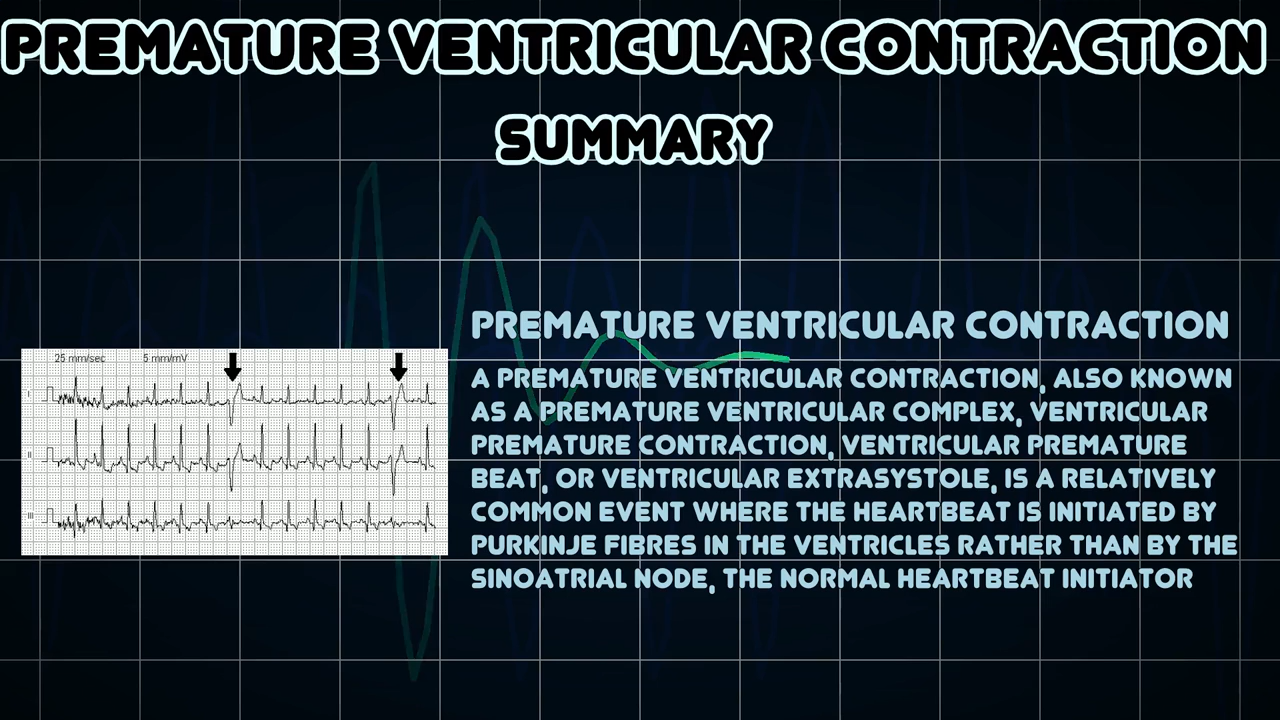 PREMATURE VENTRICULAR CONTRACTION
SUMMARY
25 mm/sec 5 mm/mV
I
II
III
PREMATURE VENTRICULAR CONTRACTION
A PREMATURE VENTRICULAR CONTRACTION, ALSO KNOWN
AS A PREMATURE VENTRICULAR COMPLEX, VENTRICULAR
PREMATURE CONTRACTION, VENTRICULAR PREMATURE
BEAT, OR VENTRICULAR EXTRASYSTOLE, IS A RELATIVELY
COMMON EVENT WHERE THE HEARTBEAT IS INITIATED BY
PURKINJE FIBRES IN THE VENTRICLES RATHER THAN BY THE
SINOATRIAL NODE, THE NORMAL HEARTBEAT INITIATOR